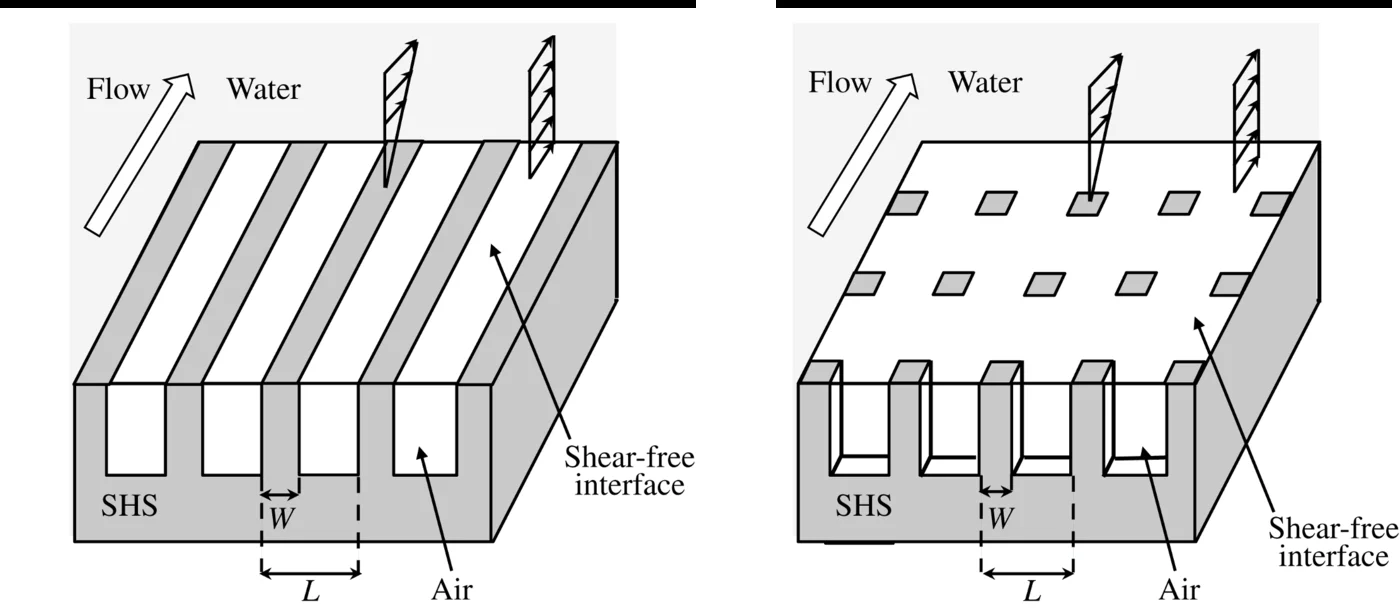 Flow
Water
Shear-free
interface
SHS
W
L
Air
Flow
Water
SHS
W
Shear-free
interface
L
Air